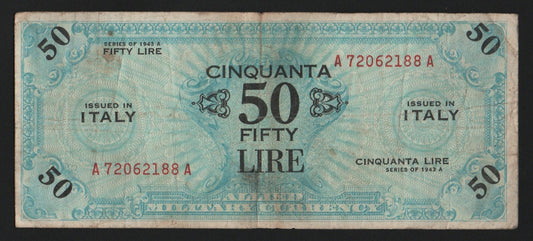 50
SERIES OF 1943 A
FIFTY LIRE
50
A 72062188 A
CINQUANTA
50
FIFTY
LIRE
ISSUED IN
ITALY
ISSUED IN
ITALY
A 72062188 A
CINQUANTA LIRE
SERIES OF 1943 A
50
50